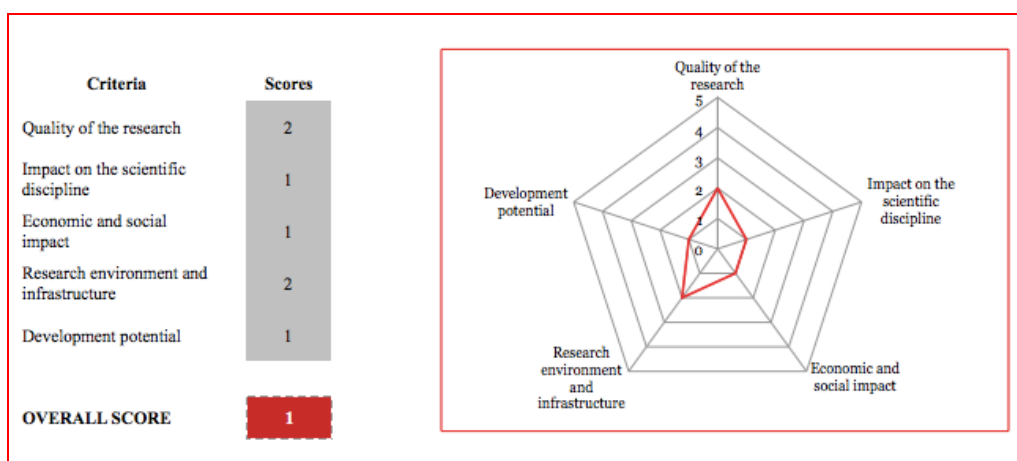 Criteria Scores
Quality of the research 2
Impact on the scientific
discipline 1
Economic and social
impact 1
Research environment and
infrastructure 2
Development potential 1
OVERALL SCORE 1
Quality of the
research
5
4
3
2
1
0
Impact on the
scientific
discipline
Economic and
social impact
Research
environment
and
infrastructure
Development
potential